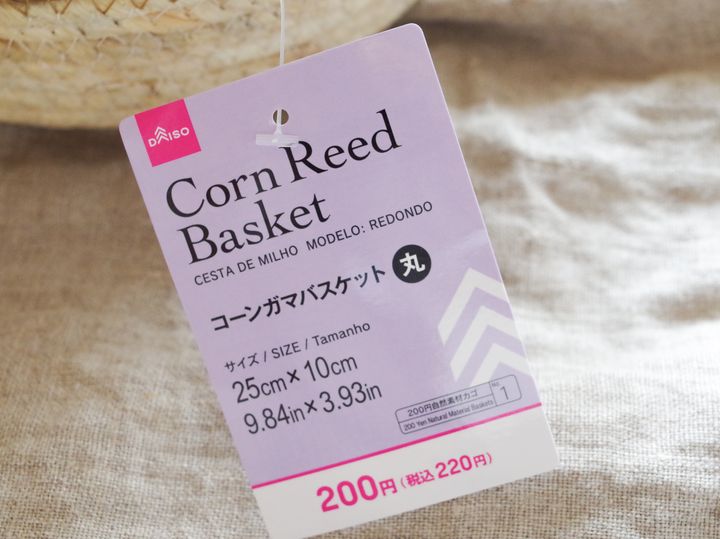 DAISO
Corn Reed
Basket
CESTA DE MILHO MODELO: REDONDO
コーンガマバスケット 丸
サイズ / SIZE / Tamanho
25cm×10cm
9.84in×3.93in
200円自然素材カゴ
200 Yen Natural Material Baskets
No.
1
200円(税込220円)